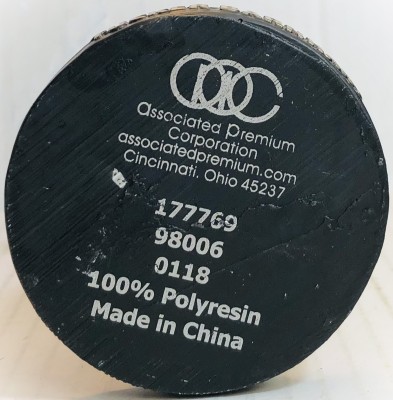 associated Premium
Corporation
associatedpremium.com
Cincinnati, Ohio 45237
177769
98006
0118
100% Polyresin
Made in China